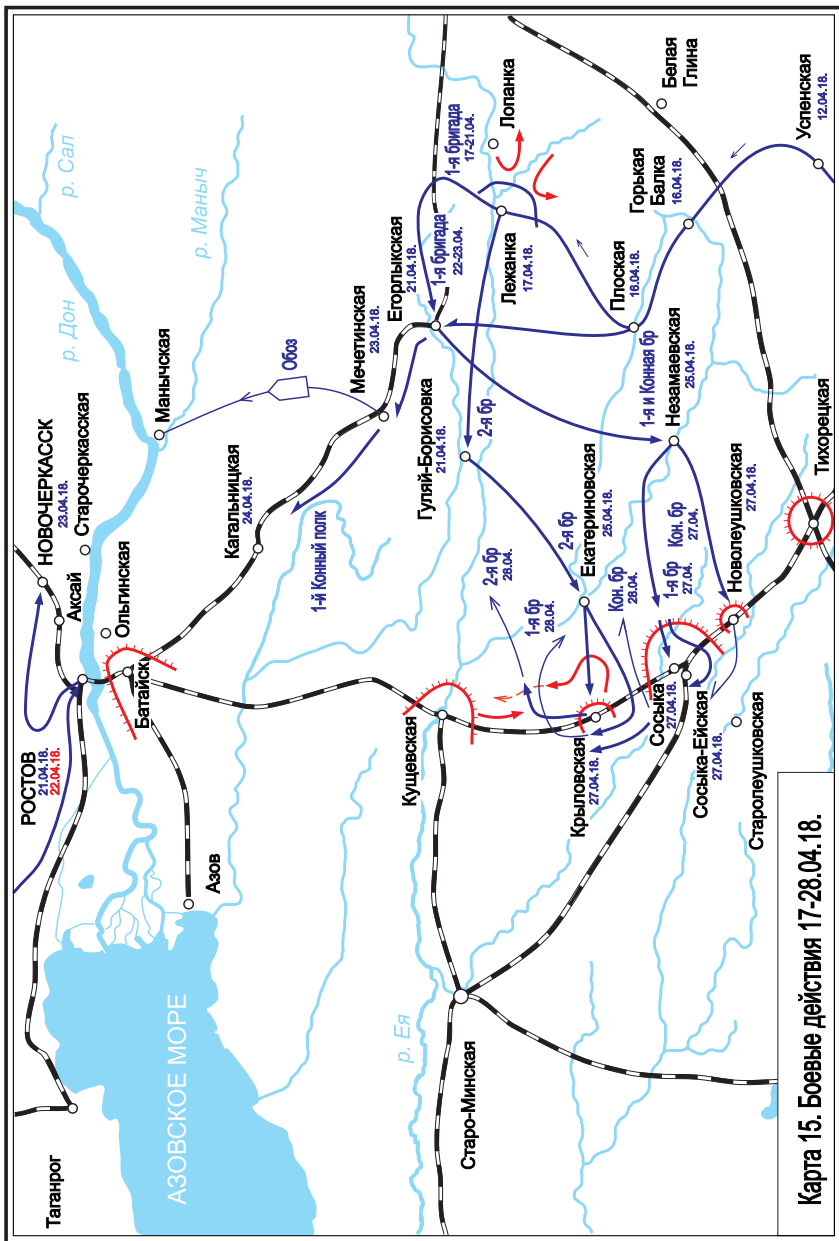 Таганрог
АЗОВСКОЕ МОРЕ
Азов
РОСТОВ
21.04.18.
22.04.18.
Батайск
Ольгинская
Аксай
НОВОЧЕРКАССК
23.04.18.
Старочеркасская
Манычская
р. Дон
р. Сал
р. Маныч
Обоз
Кагальницкая
24.04.18.
1-й Конный полк
Мечетинская
23.04.18.
Егорлыкская
21.04.18.
1-я бригада
22-23.04.
1-я бригада
17-21.04.
Лопанка
Лежанка
17.04.18.
Гуляй-Борисовка
21.04.18.
2-я бр
р. Ея
Старо-Минская
Кущевская
2-я бр
28.04.
1-я бр
28.04.
2-я бр
Екатериновская
25.04.18.
Кон. бр
28.04.
Крыловская
27.04.18.
Плоская
16.04.18.
Горькая
Балка
16.04.18.
Белая
Глина
Успенская
12.04.18.
1-я и Конная бр
Незамаевская
25.04.18.
1-я бр
27.04.
Кон. бр
27.04.
Сосыка
27.04.18.
Сосыка-Ейская
27.04.18.
Новолеушковская
27.04.18.
Старолеушковская
Тихорецкая
Карта 15. Боевые действия 17-28.04.18.